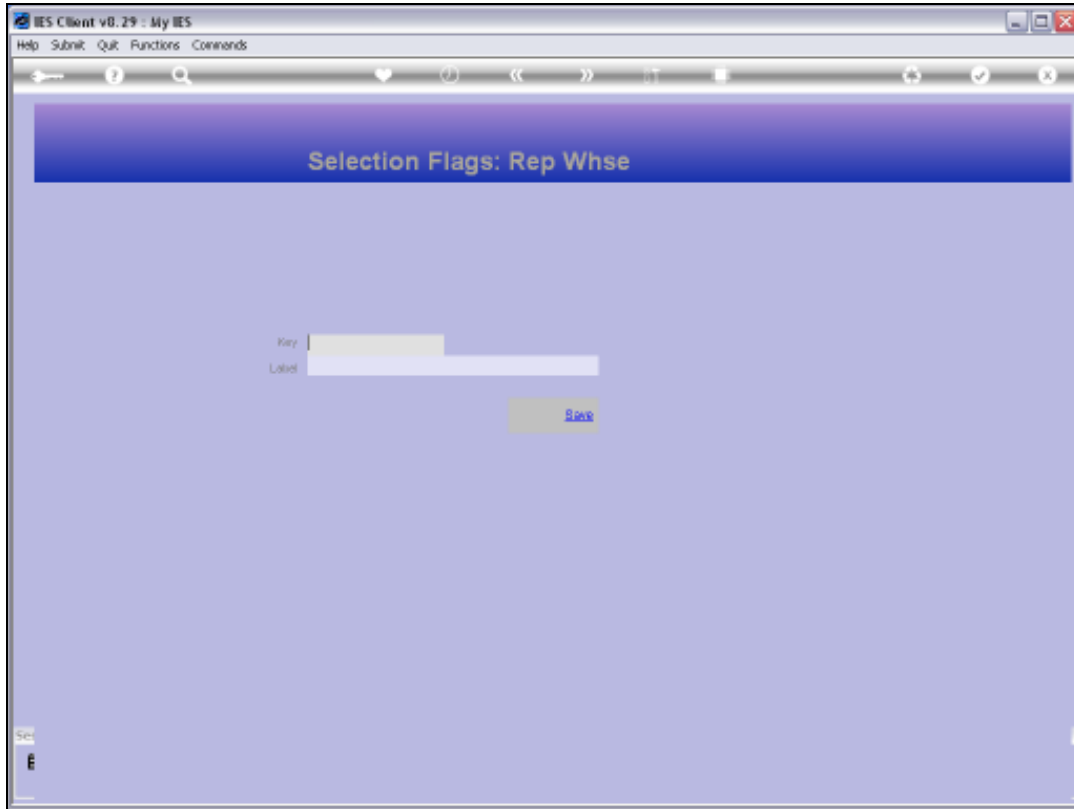 IES Client v8.29 : My IES
Help Submit Quit Functions Commands
Selection Flags: Rep Whse
Key
Label
Save